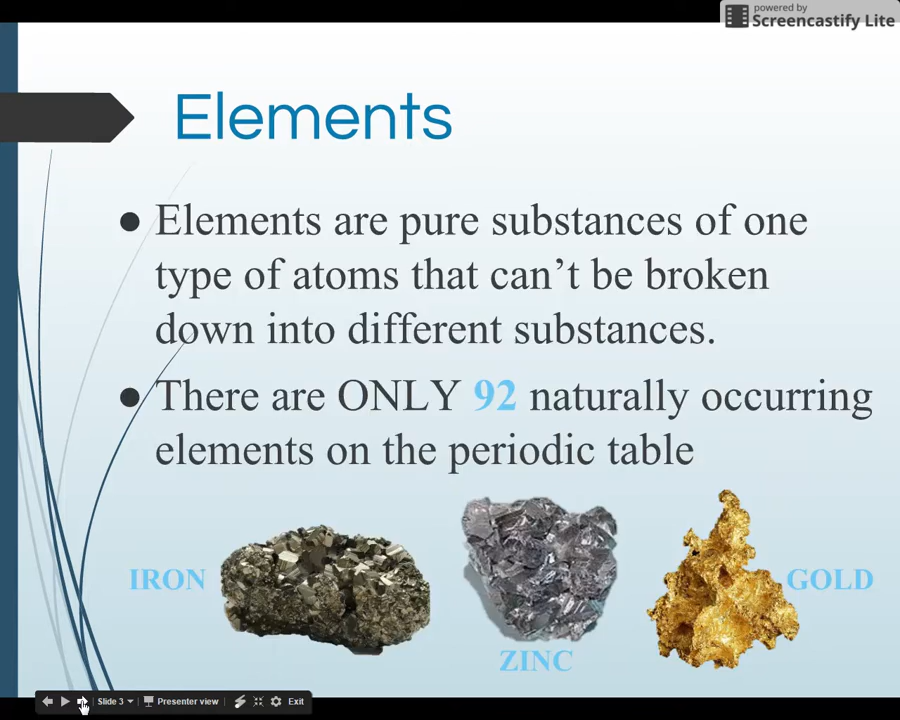 powered by
Screencastify Lite
Elements
● Elements are pure substances of one
type of atoms that can’t be broken
down into different substances.
● There are ONLY 92 naturally occurring
elements on the periodic table
IRON
GOLD
ZINC
Slide 3
Presenter view
Exit